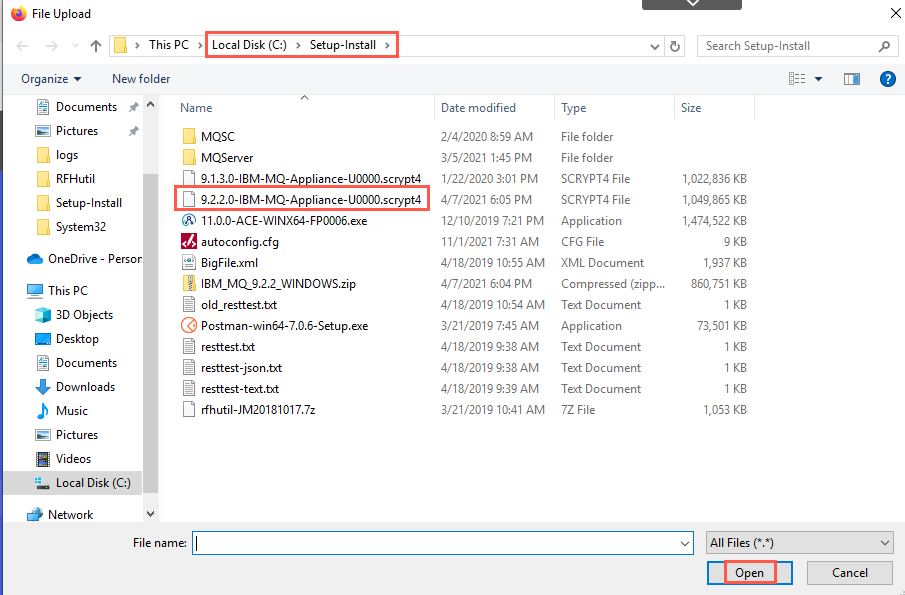 File Upload
This PC > Local Disk (C:) > Setup-Install >
Search Setup-Install
Organize
New folder
?
Documents
Pictures
logs
RFHutil
Setup-Install
System32
OneDrive - Person
This PC
3D Objects
Desktop
Documents
Downloads
Music
Pictures
Videos
Local Disk (C:)
Network
Name Date modified Type Size
MQSC 2/4/2020 8:59 AM File folder
MQServer 3/5/2021 1:45 PM File folder
9.1.3.0-IBM-MQ-Appliance-U0000.scrypt4 1/22/2020 3:01 PM SCRYPT4 File 1,022,836 KB
9.2.2.0-IBM-MQ-Appliance-U0000.scrypt4 4/7/2021 6:05 PM SCRYPT4 File 1,049,865 KB
11.0.0-ACE-WINX64-FP0006.exe 12/10/2019 7:21 PM Application 1,474,522 KB
autoconfig.cfg 11/1/2021 7:31 AM CFG File 9 KB
BigFile.xml 4/18/2019 10:55 AM XML Document 1,937 KB
IBM_MQ_9.2.2_WINDOWS.zip 4/7/2021 6:04 PM Compressed (zipp... 860,751 KB
old_resttest.txt 4/18/2019 10:54 AM Text Document 1 KB
Postman-win64-7.0.6-Setup.exe 3/21/2019 7:45 AM Application 73,501 KB
resttest.txt 4/18/2019 9:38 AM Text Document 1 KB
resttest-json.txt 4/18/2019 9:38 AM Text Document 1 KB
resttest-text.txt 4/18/2019 9:39 AM Text Document 1 KB
rfhutil-JM20181017.7z 3/21/2019 10:41 AM 7Z File 1,053 KB
File name:
All Files (*.*)
Open
Cancel